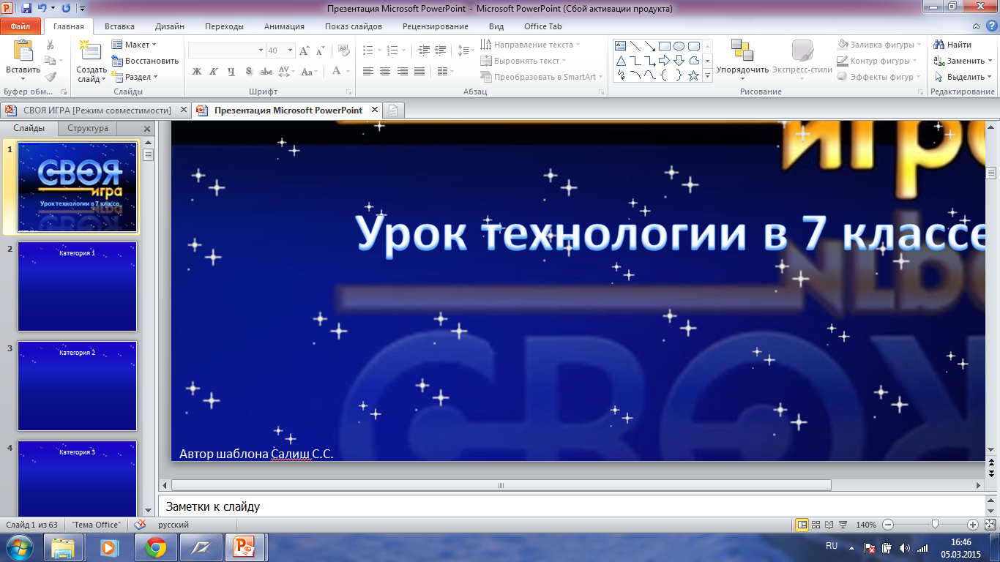 Презентация Microsoft PowerPoint - Microsoft PowerPoint (Сбой активации продукта)
Файл Главная Вставка Дизайн Переходы Анимация Показ слайдов Рецензирование Вид Office Tab
Вставить
Буфер обм...
Создать слайд
Макет
Восстановить
Раздел
Слайды
40
Ж К Ч S abc AV Aa A
Шрифт
Направление текста
Выровнять текст
Преобразовать в SmartArt
Абзац
Упорядочить
Экспресс-стили
Заливка фигуры
Контур фигуры
Эффекты фигур
Рисование
Найти
Заменить
Выделить
Редактирование
СВОЯ ИГРА [Режим совместимости]
Презентация Microsoft PowerPoint
Слайды Структура
1
СВОЯ
игра
Урок технологии в 7 классе
2
Категория 1
3
Категория 2
4
Категория 3
Урок технологии в 7 классе
Автор шаблона Салиш С.С.
Заметки к слайду
Слайд 1 из 63 "Тема Office" русский 140%
RU
16:46
05.03.2015